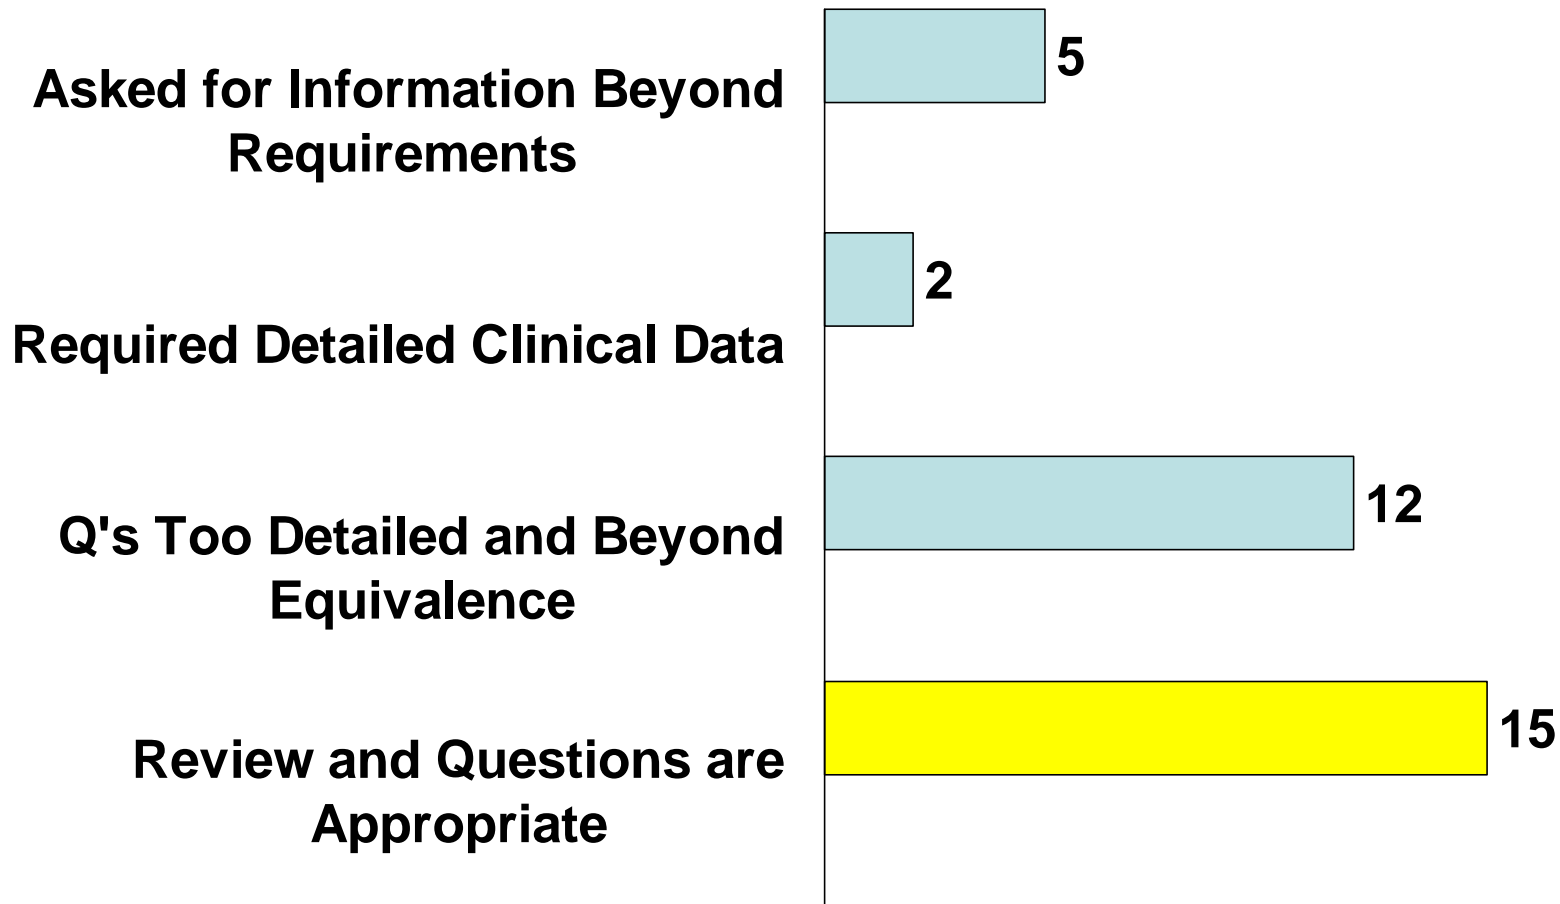 Asked for Information Beyond
Requirements
5
Required Detailed Clinical Data
2
Q's Too Detailed and Beyond
Equivalence
12
Review and Questions are
Appropriate
15